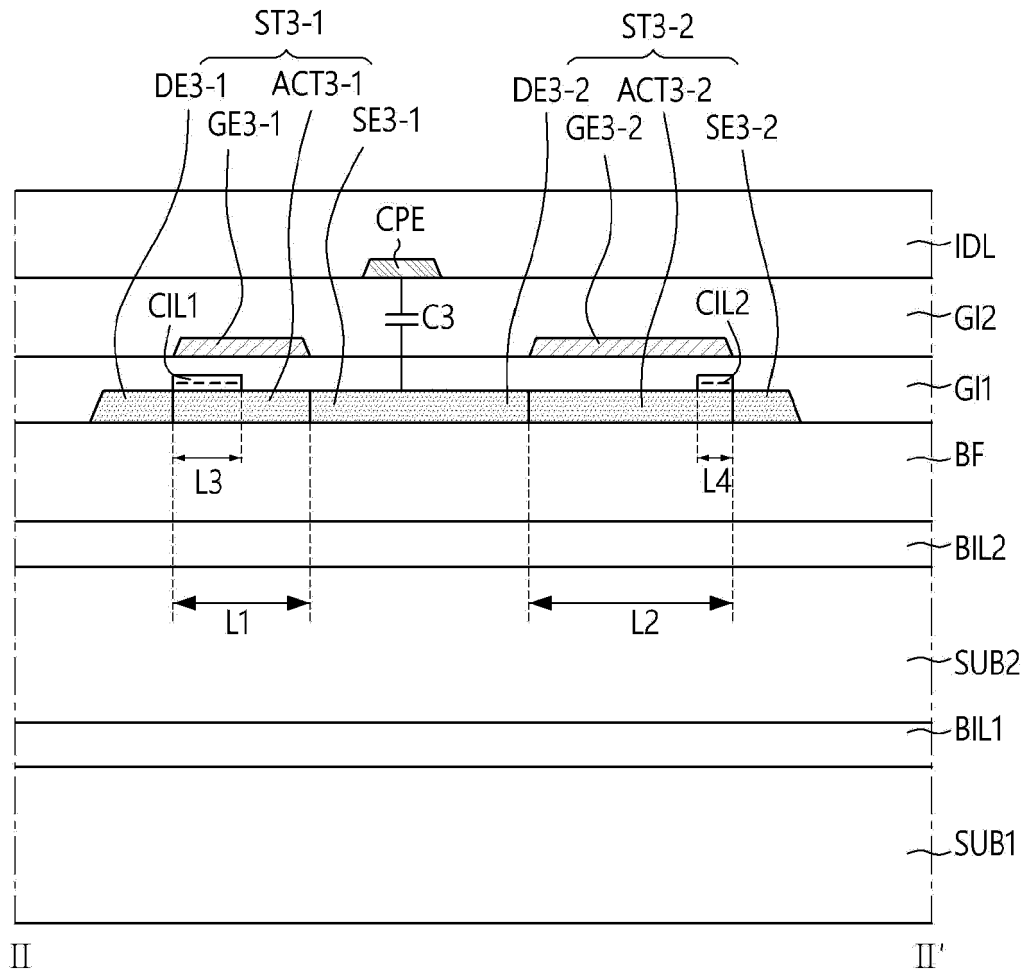 ST3-1
ST3-2
DE3-1
ACT3-1
DE3-2
ACT3-2
GE3-1
SE3-1
GE3-2
SE3-2
CPE
IDL
CIL1
C3
CIL2
GI2
GI1
L3
L4
BF
BIL2
L1
L2
SUB2
BIL1
SUB1
II
II'